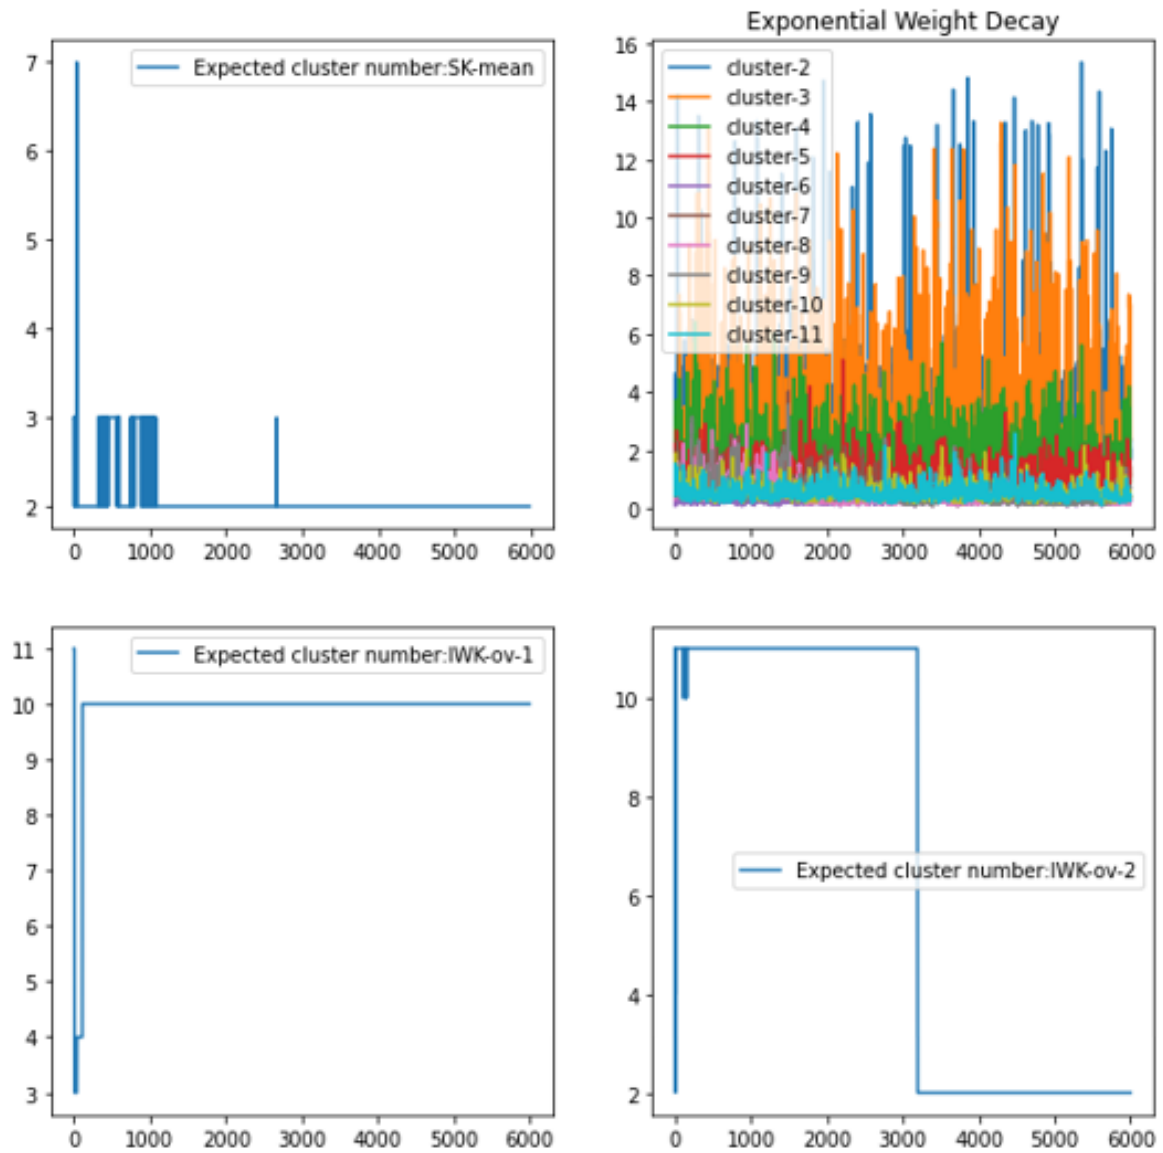 Exponential Weight Decay
7
6
5
4
3
2
Expected cluster number:SK-mean
0 1000 2000 3000 4000 5000 6000
16
14
12
10
8
6
4
2
0
cluster-2
cluster-3
cluster-4
cluster-5
cluster-6
cluster-7
cluster-8
cluster-9
cluster-10
cluster-11
0 1000 2000 3000 4000 5000 6000
11
10
9
8
7
6
5
4
3
Expected cluster number:IWK-ov-1
0 1000 2000 3000 4000 5000 6000
10
8
6
4
2
Expected cluster number:IWK-ov-2
0 1000 2000 3000 4000 5000 6000